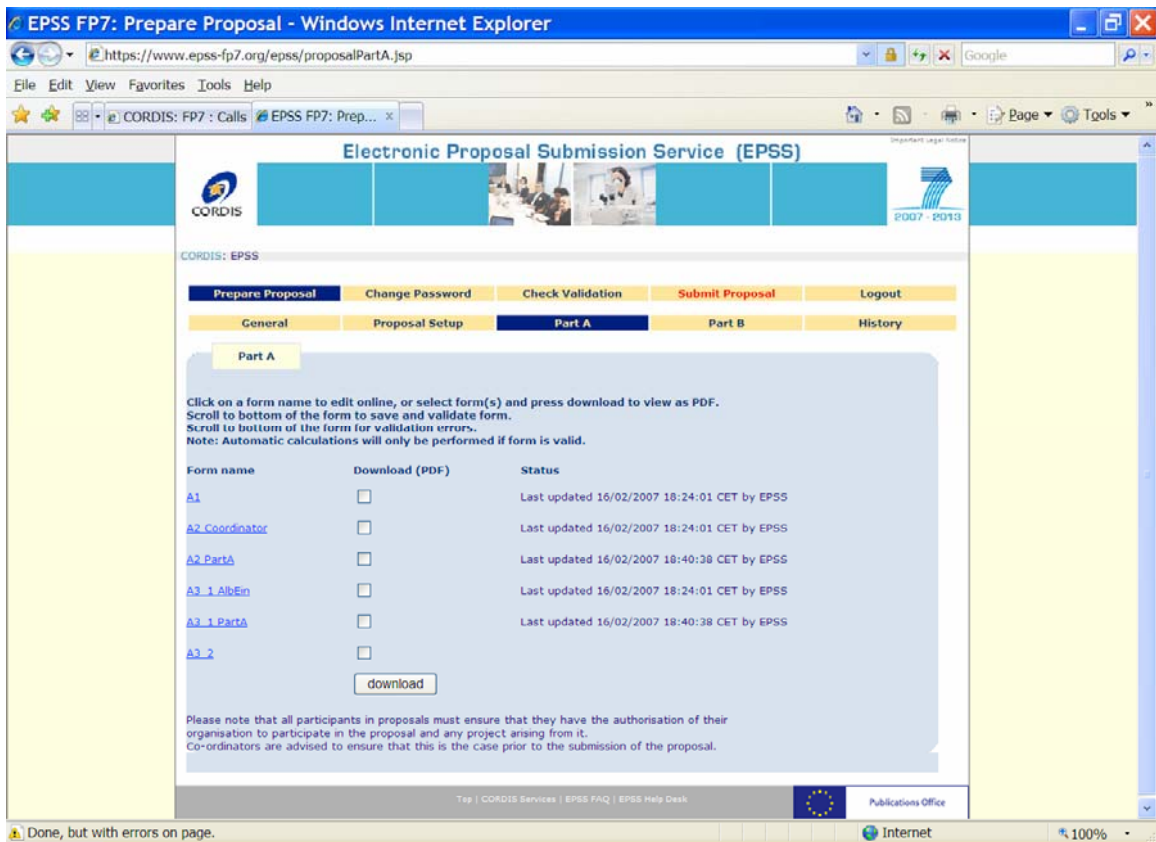 EPSS FP7: Prepare Proposal - Windows Internet Explorer
https://www.epss-fp7.org/epss/proposalPartA.jsp
Google
File Edit View Favorites Tools Help
CORDIS: FP7 : Calls EPSS FP7: Prep... Page Tools
Important Legal Notice
Electronic Proposal Submission Service (EPSS)
CORDIS
2007 - 2013
CORDIS: EPSS
Prepare Proposal Change Password Check Validation Submit Proposal Logout
General Proposal Setup Part A Part B History
Part A
Click on a form name to edit online, or select form(s) and press download to view as PDF.
Scroll to bottom of the form to save and validate form.
Scroll to bottom of the form for validation errors.
Note: Automatic calculations will only be performed if form is valid.
Form name Download (PDF) Status
A1 Last updated 16/02/2007 18:24:01 CET by EPSS
A2 Coordinator Last updated 16/02/2007 18:24:01 CET by EPSS
A2 PartA Last updated 16/02/2007 18:40:38 CET by EPSS
A3 1 AlbEin Last updated 16/02/2007 18:24:01 CET by EPSS
A3 1 PartA Last updated 16/02/2007 18:40:38 CET by EPSS
A3 2
download
Please note that all participants in proposals must ensure that they have the authorisation of their
organisation to participate in the proposal and any project arising from it.
Co-ordinators are advised to ensure that this is the case prior to the submission of the proposal.
Top | CORDIS Services | EPSS FAQ | EPSS Help Desk
Publications Office
Done, but with errors on page. Internet 100%